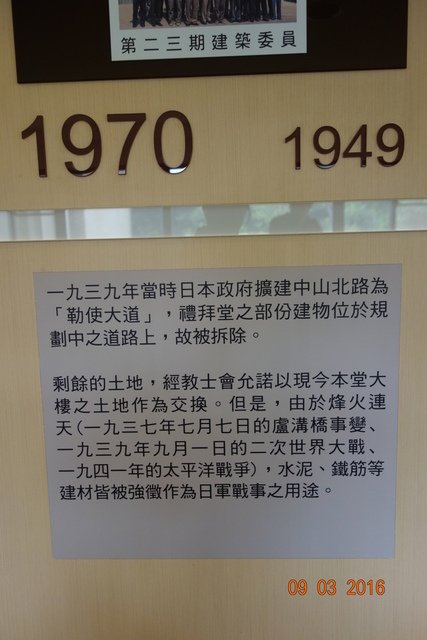 第二三期建築委員
1970
1949
一九三九年當時日本政府擴建中山北路為
「勒使大道」，禮拜堂之部份建物位於規
劃中之道路上，故被拆除。
剩餘的土地，經教士會允諾以現今本堂大
樓之土地作為交換。但是，由於烽火連
天(一九三七年七月七日的盧溝橋事變、
一九三九年九月一日的二次世界大戰、
一九四一年的太平洋戰爭)，水泥、鐵筋等
建材皆被強徵作為日軍戰事之用途。
09 03 2016